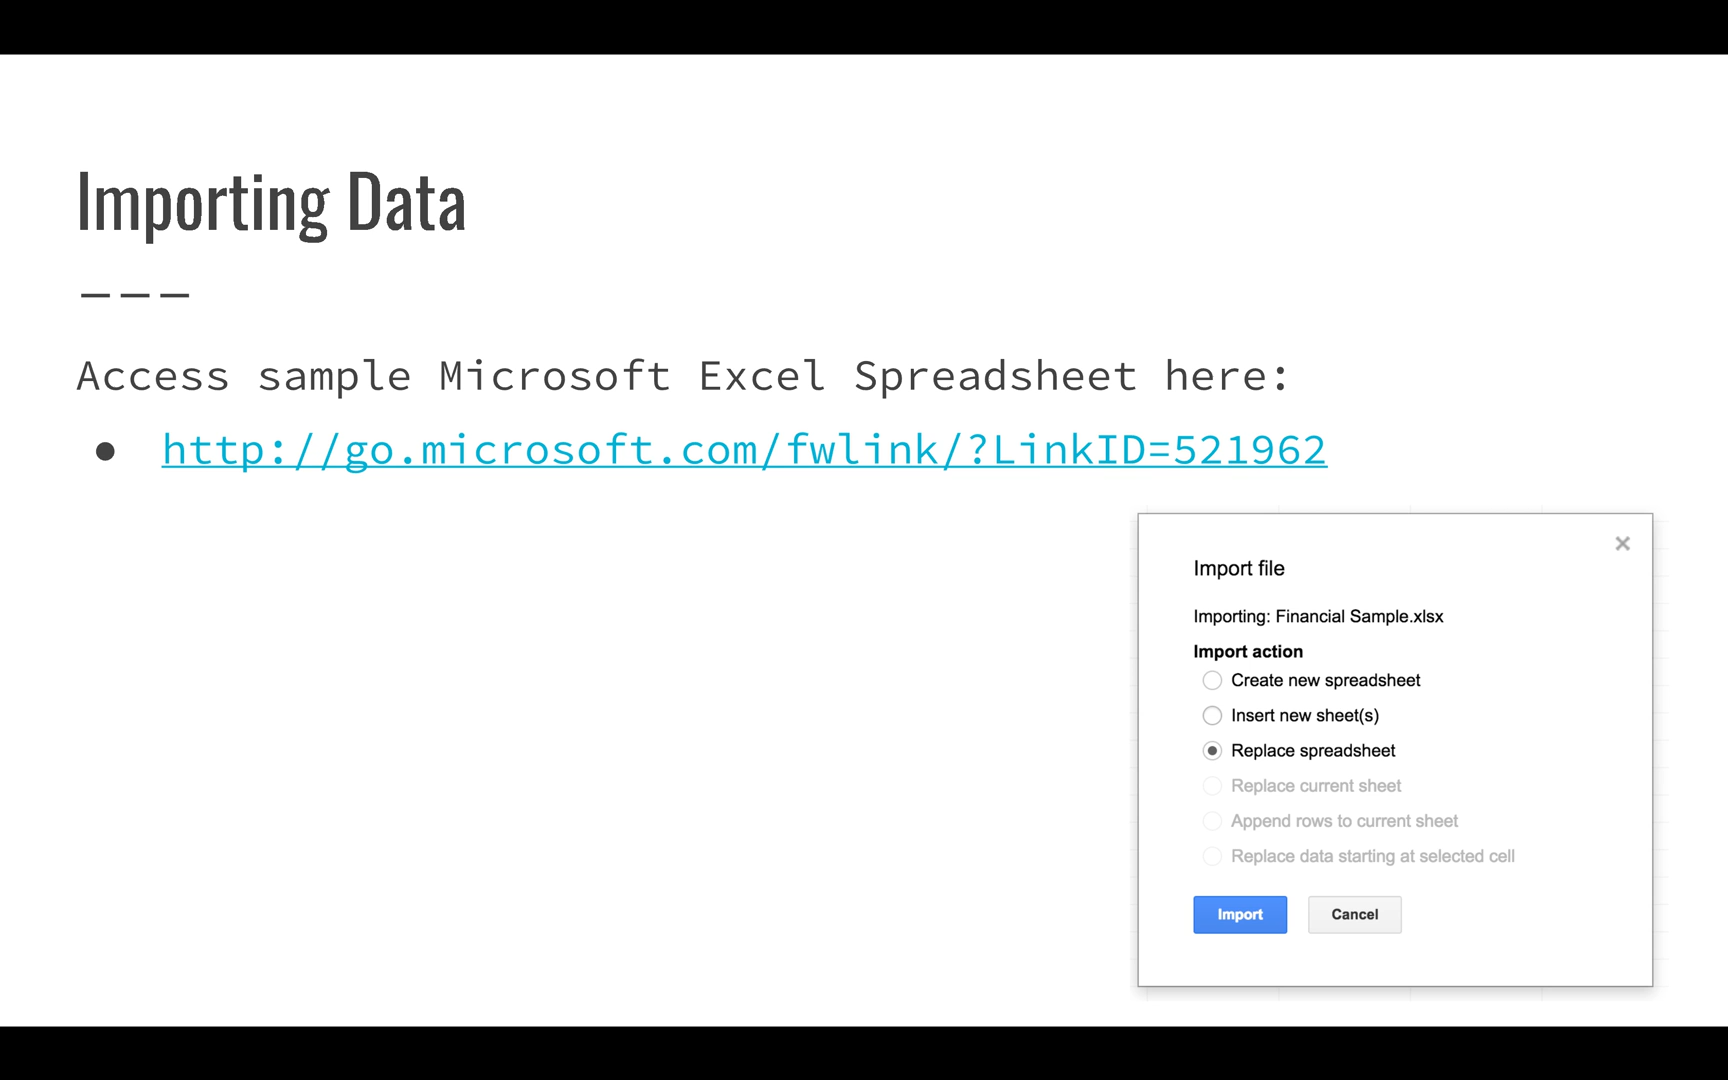 Importing Data
———
Access sample Microsoft Excel Spreadsheet here:
● http://go.microsoft.com/fwlink/?LinkID=521962
Import file
Importing: Financial Sample.xlsx
Import action
Create new spreadsheet
Insert new sheet(s)
Replace spreadsheet
Replace current sheet
Append rows to current sheet
Replace data starting at selected cell
Import Cancel